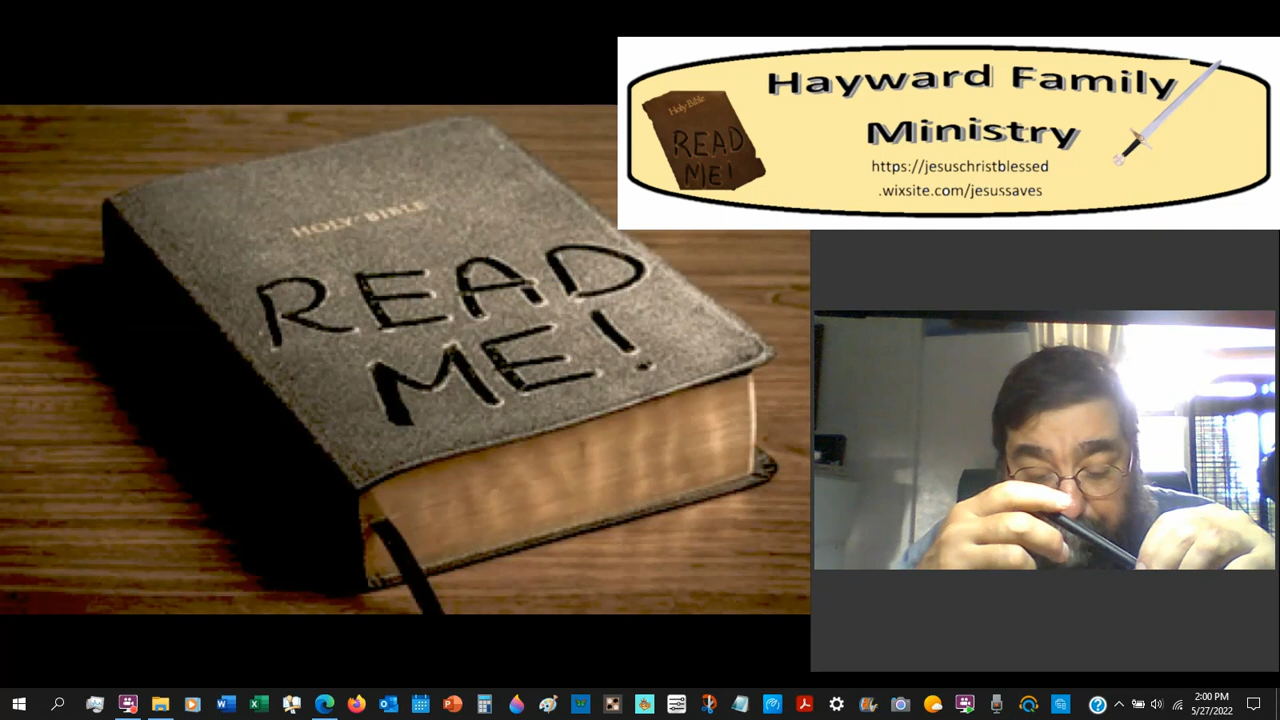 Hayward Family
Ministry
https://jesuschristblessed
.wixsite.com/jesussaves
Holy Bible
READ
ME!
HOLY BIBLE
READ
ME!
2:00 PM
5/27/2022